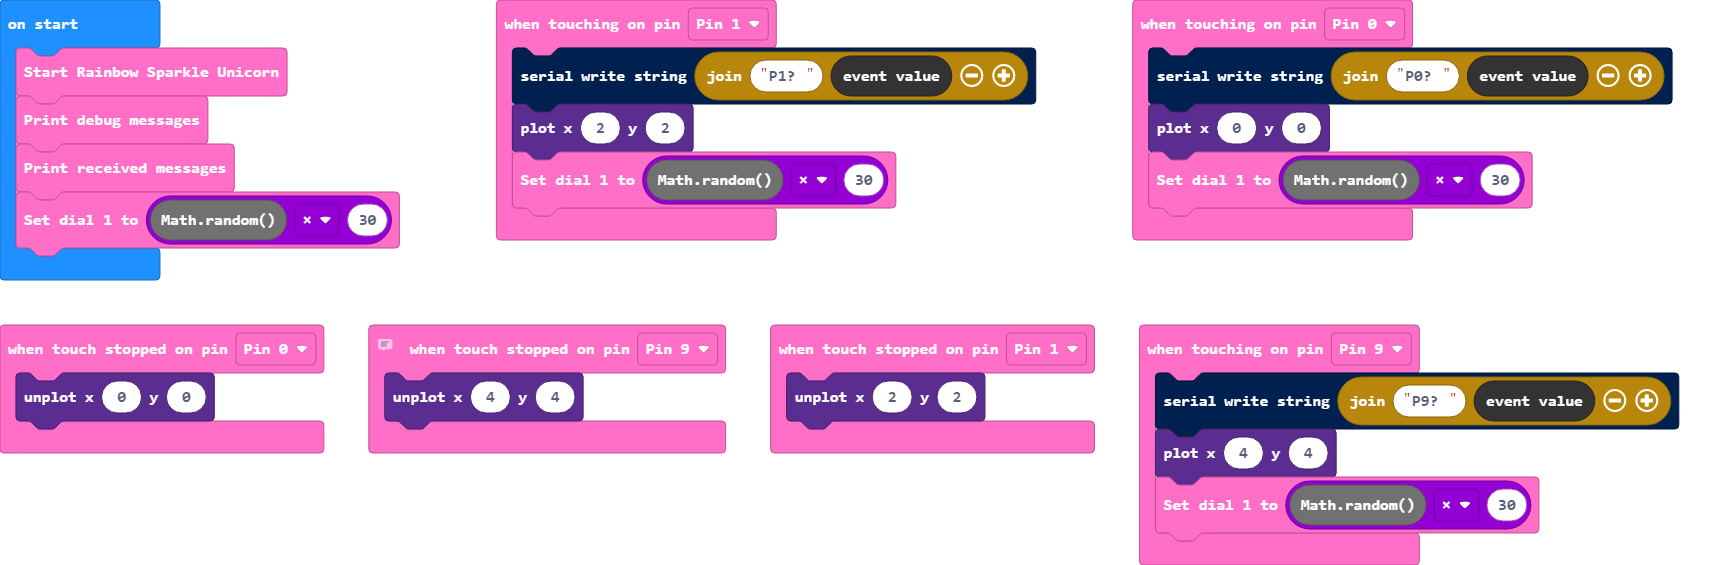 on start
Start Rainbow Sparkle Unicorn
Print debug messages
Print received messages
Set dial 1 to Math.random() × 30
when touching on pin Pin 1
serial write string join "P1? " event value
plot x 2 y 2
Set dial 1 to Math.random() × 30
when touching on pin Pin 0
serial write string join "P0? " event value
plot x 0 y 0
Set dial 1 to Math.random() × 30
when touch stopped on pin Pin 0
unplot x 0 y 0
when touch stopped on pin Pin 9
unplot x 4 y 4
when touch stopped on pin Pin 1
unplot x 2 y 2
when touching on pin Pin 9
serial write string join "P9? " event value
plot x 4 y 4
Set dial 1 to Math.random() × 30